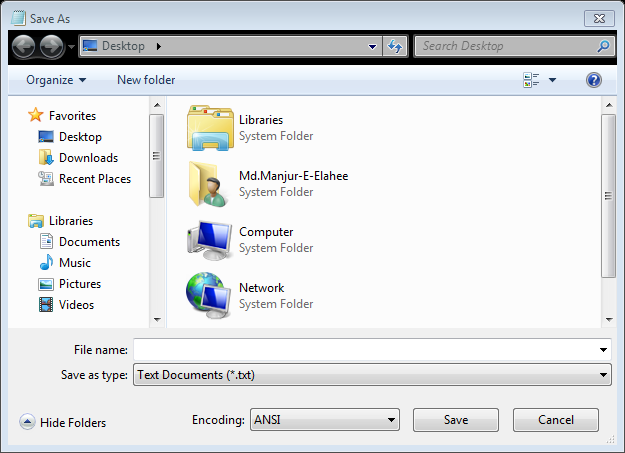 Save As
Desktop
Search Desktop
Organize
New folder
Favorites
Desktop
Downloads
Recent Places
Libraries
Documents
Music
Pictures
Videos
Libraries
System Folder
Md.Manjur-E-Elahee
Computer
System Folder
Network
System Folder
File name:
Save as type: Text Documents (*.txt)
Hide Folders
Encoding: ANSI
Save
Cancel